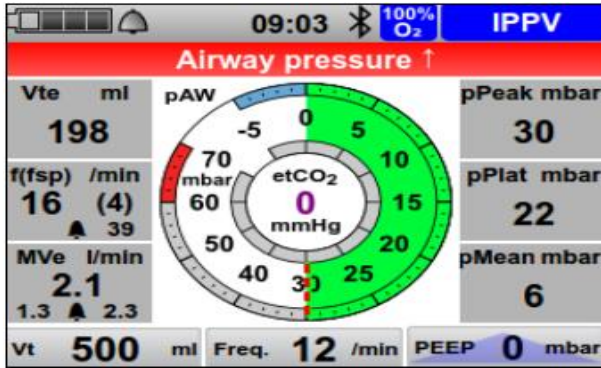 09:03 100% O₂ IPPV
Airway pressure ↑
Vte ml
198
f(fsp) /min
16 (4)
39
MVe l/min
2.1
1.3 2.3
pAW
-5 0 5
70 10
mbar
60 15
50 20
40 30 25
etCO₂
0
mmHg
pPeak mbar
30
pPlat mbar
22
pMean mbar
6
Vt 500 ml Freq. 12 /min PEEP 0 mbar